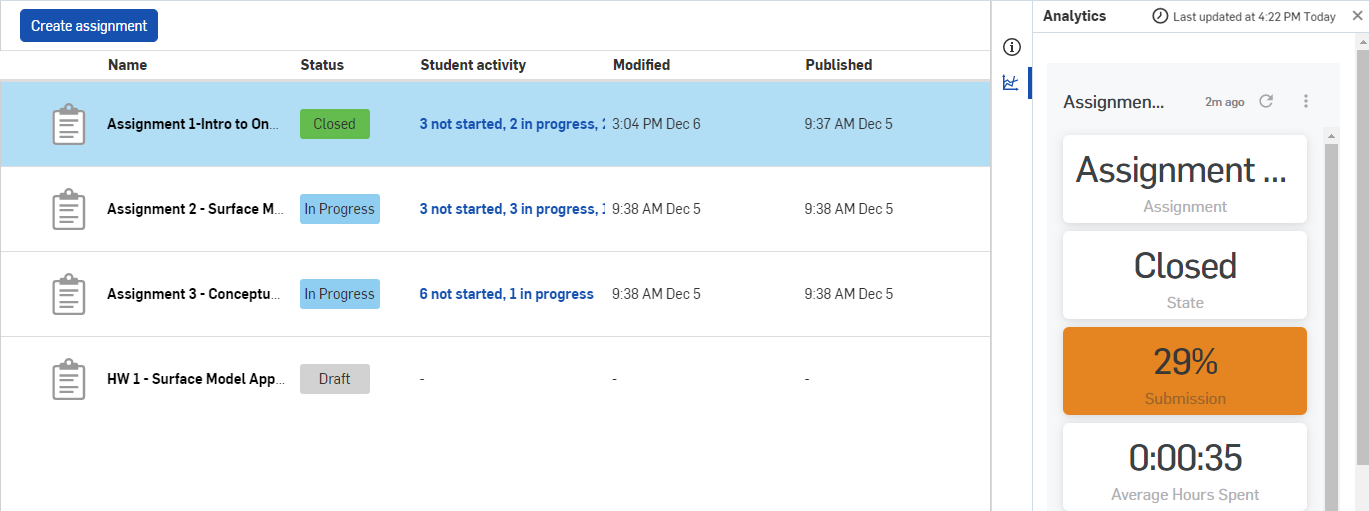 Create assignment
Name Status Student activity Modified Published
Assignment 1-Intro to On... Closed 3 not started, 2 in progress, 3:04 PM Dec 6 9:37 AM Dec 5
Assignment 2 - Surface M... In Progress 3 not started, 3 in progress, 9:38 AM Dec 5 9:38 AM Dec 5
Assignment 3 - Conceptu... In Progress 6 not started, 1 in progress 9:38 AM Dec 5 9:38 AM Dec 5
HW 1 - Surface Model App... Draft - - -
Analytics Last updated at 4:22 PM Today
Assignmen... 2m ago
Assignment ...
Assignment
Closed
State
29%
Submission
0:00:35
Average Hours Spent